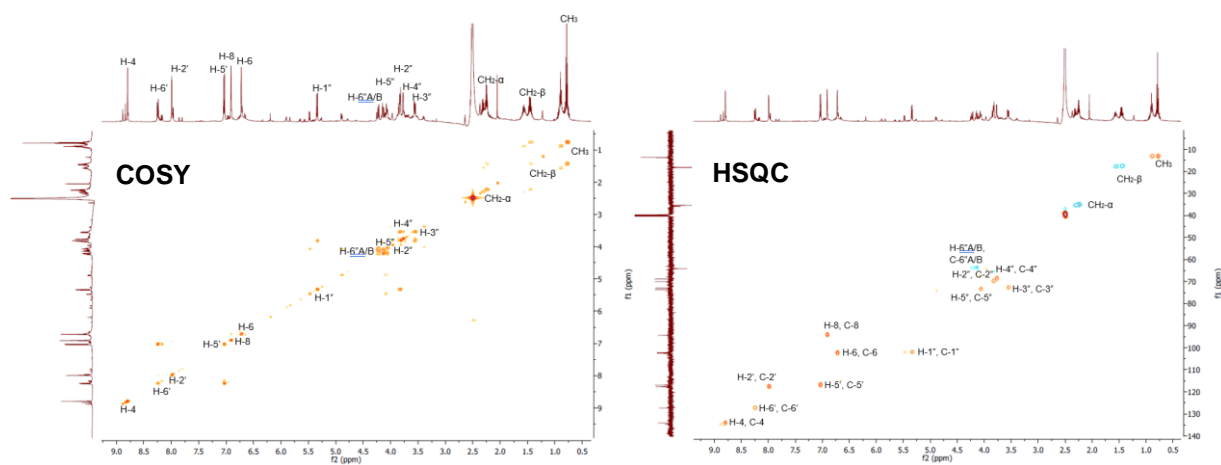 CH₃
H-4
H-6'
H-2'
H-5'
H-8
H-6
H-1"
H-6"A/B
H-5"
H-2"
H-4"
H-3"
CH₂-α
CH₂-β
COSY
CH₃
CH₂-β
CH₂-α
H-4"
H-3"
H-5"
H-6"A/B
H-2"
H-1"
H-6
H-5'
H-8
H-2'
H-6'
H-4
1
2
3
4
5
6
7
8
9
f1 (ppm)
9.0 8.5 8.0 7.5 7.0 6.5 6.0 5.5 5.0 4.5 4.0 3.5 3.0 2.5 2.0 1.5 1.0 0.5
f2 (ppm)
HSQC
CH₃
CH₂-β
CH₂-α
H-6"A/B,
C-6"A/B
H-2", C-2"
H-4", C-4"
H-5", C-5"
H-3", C-3"
H-8, C-8
H-6, C-6
H-1", C-1"
H-2', C-2'
H-5', C-5'
H-6', C-6'
H-4, C-4
10
20
30
40
50
60
70
80
90
100
110
120
130
140
f1 (ppm)
9.0 8.5 8.0 7.5 7.0 6.5 6.0 5.5 5.0 4.5 4.0 3.5 3.0 2.5 2.0 1.5 1.0 0.5
f2 (ppm)